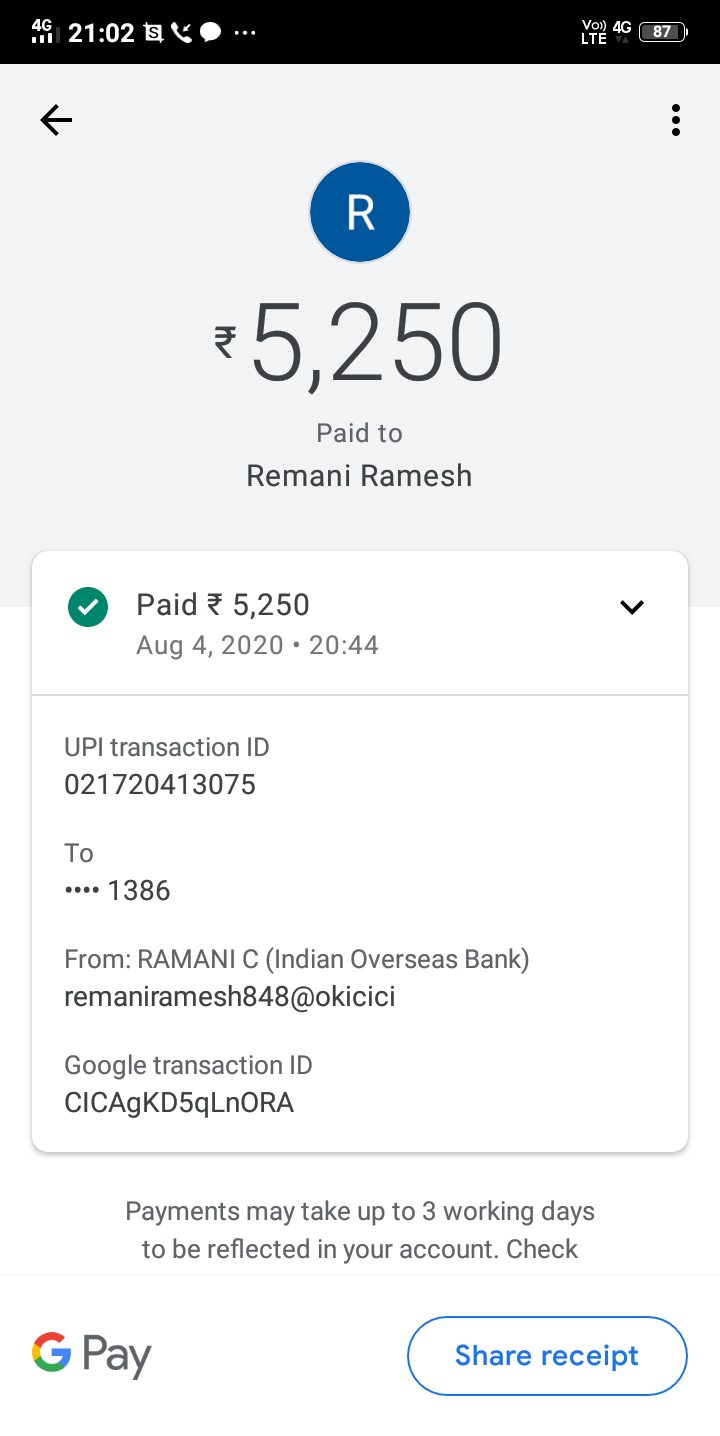 4G 21:02 Vo)) LTE 4G 87
R
₹5,250
Paid to
Remani Ramesh
Paid ₹ 5,250
Aug 4, 2020 • 20:44
UPI transaction ID
021720413075
To
•••• 1386
From: RAMANI C (Indian Overseas Bank)
remaniramesh848@okicici
Google transaction ID
CICAgKD5qLnORA
Payments may take up to 3 working days
to be reflected in your account. Check
G Pay
Share receipt